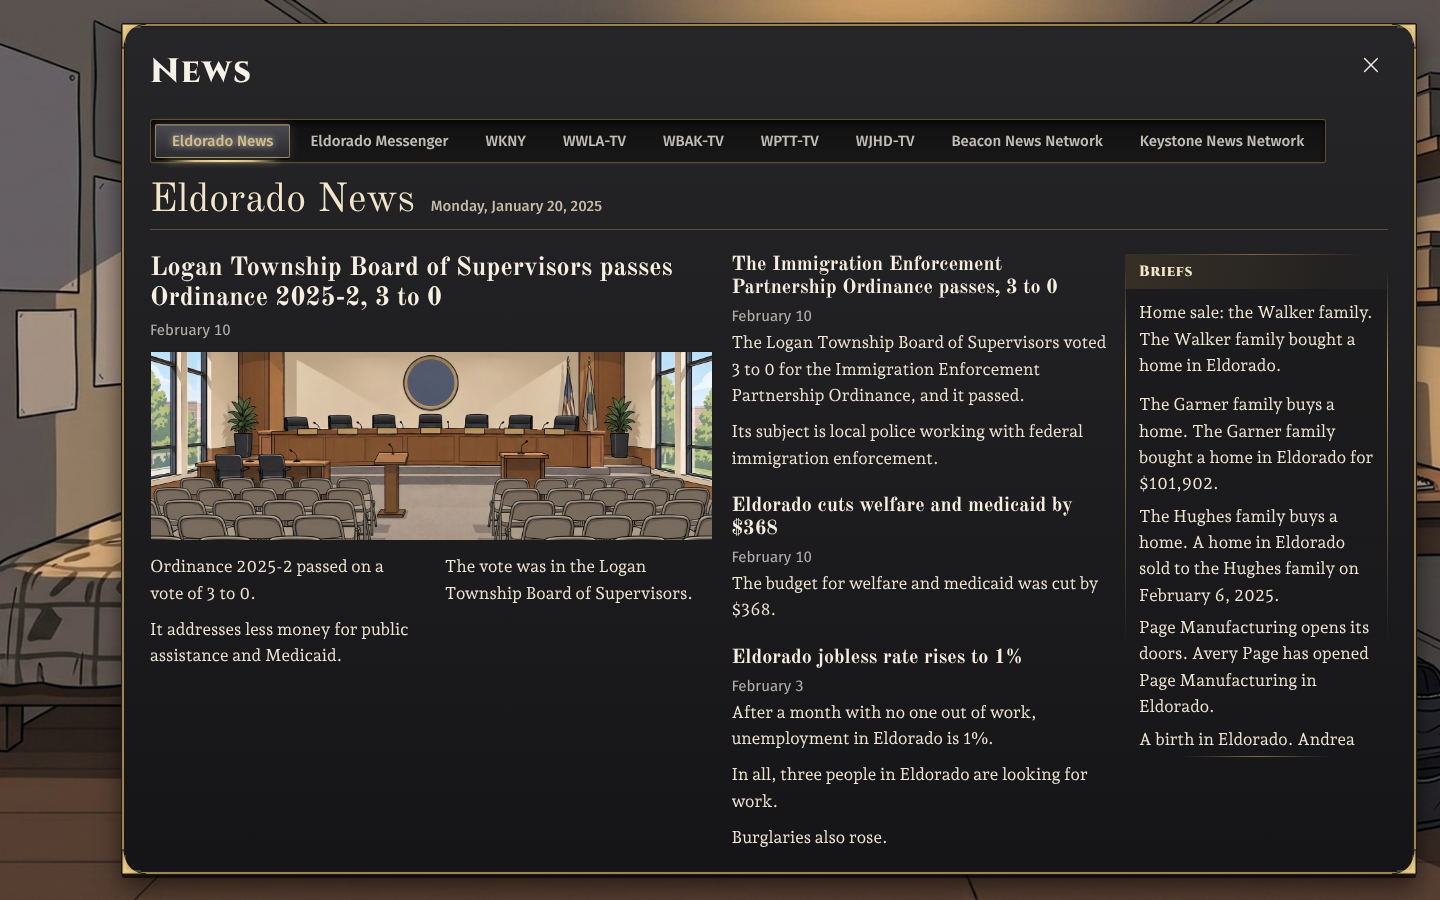 News
Eldorado News
Eldorado Messenger
WKNY
WWLA-TV
WBAK-TV
WPTT-TV
WJHD-TV
Beacon News Network
Keystone News Network
Eldorado News
Monday, January 20, 2025
Logan Township Board of Supervisors passes
Ordinance 2025-2, 3 to 0
February 10
Ordinance 2025-2 passed on a
vote of 3 to 0.
It addresses less money for public
assistance and Medicaid.
The vote was in the Logan
Township Board of Supervisors.
The Immigration Enforcement
Partnership Ordinance passes, 3 to 0
February 10
The Logan Township Board of Supervisors voted
3 to 0 for the Immigration Enforcement
Partnership Ordinance, and it passed.
Its subject is local police working with federal
immigration enforcement.
Eldorado cuts welfare and medicaid by
$368
February 10
The budget for welfare and medicaid was cut by
$368.
Eldorado jobless rate rises to 1%
February 3
After a month with no one out of work,
unemployment in Eldorado is 1%.
In all, three people in Eldorado are looking for
work.
Burglaries also rose.
Briefs
Home sale: the Walker family.
The Walker family bought a
home in Eldorado.
The Garner family buys a
home. The Garner family
bought a home in Eldorado for
$101,902.
The Hughes family buys a
home. A home in Eldorado
sold to the Hughes family on
February 6, 2025.
Page Manufacturing opens its
doors. Avery Page has opened
Page Manufacturing in
Eldorado.
A birth in Eldorado. Andrea